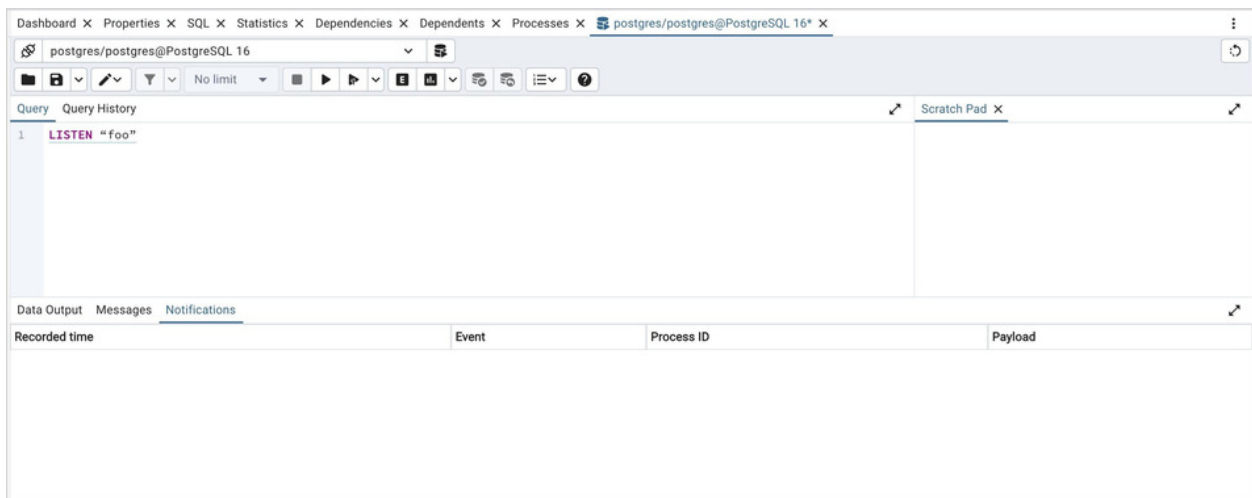 Dashboard Properties SQL Statistics Dependencies Dependents Processes postgres/postgres@PostgreSQL 16*
postgres/postgres@PostgreSQL 16
No limit
E
Query Query History Scratch Pad
1 LISTEN “foo”
Data Output Messages Notifications
Recorded time Event Process ID Payload